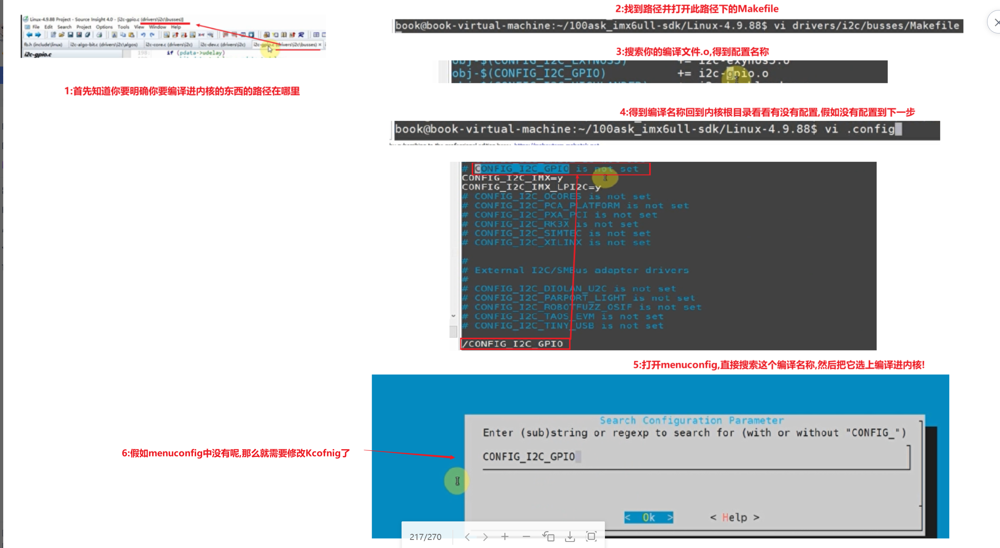 Linux-4.9.88 Project - Source Insight 4.0 - [i2c-gpio.c (drivers\i2c\busses)]
File Edit Search Project Options Tools View Window Help
fb.h (include\linux) i2c-algo-bit.c (drivers\i2c\algos) i2c-core.c (drivers\i2c) i2c-dev.c (drivers\i2c) i2c-gpio.c (drivers\i2c\busses) ×
i2c-gpio.c
198: if (pdata->udelay)
1:首先知道你要明确你要编译进内核的东西的路径在哪里
2:找到路径并打开此路径下的Makefile
book@book-virtual-machine:~/100ask_imx6ull-sdk/Linux-4.9.88$ vi drivers/i2c/busses/Makefile
3:搜索你的编译文件.o,得到配置名称
obj-$(CONFIG_I2C_EXYNOS5) += i2c-exynos5.o
obj-$(CONFIG_I2C_GPIO) += i2c-gpio.o
4:得到编译名称回到内核根目录看看有没有配置,假如没有配置到下一步
book@book-virtual-machine:~/100ask_imx6ull-sdk/Linux-4.9.88$ vi .config
# CONFIG_I2C_GPIO is not set
CONFIG_I2C_IMX=y
CONFIG_I2C_IMX_LPI2C=y
# CONFIG_I2C_OCORES is not set
# CONFIG_I2C_PCA_PLATFORM is not set
# CONFIG_I2C_PXA_PCI is not set
# CONFIG_I2C_RK3X is not set
# CONFIG_I2C_SIMTEC is not set
# CONFIG_I2C_XILINX is not set
#
# External I2C/SMBus adapter drivers
#
# CONFIG_I2C_DIOLAN_U2C is not set
# CONFIG_I2C_PARPORT_LIGHT is not set
# CONFIG_I2C_ROBOTFUZZ_OSIF is not set
# CONFIG_I2C_TAOS_EVM is not set
# CONFIG_I2C_TINY_USB is not set
/CONFIG_I2C_GPIO
5:打开menuconfig,直接搜索这个编译名称,然后把它选上编译进内核!
Search Configuration Parameter
Enter (sub)string or regexp to search for (with or without "CONFIG_")
CONFIG_I2C_GPIO
< Ok > < Help >
6:假如menuconfig中没有呢,那么就需要修改Kcofnig了
217/270